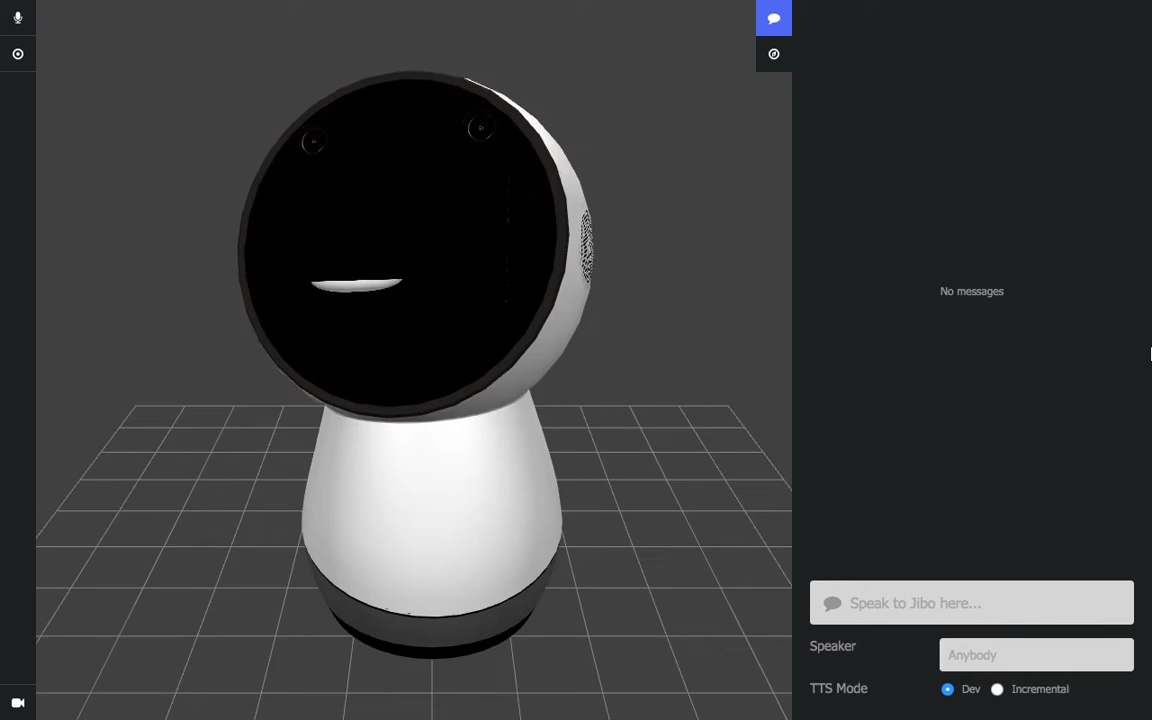 No messages
Speak to Jibo here...
Speaker
Anybody
TTS Mode
Dev
Incremental